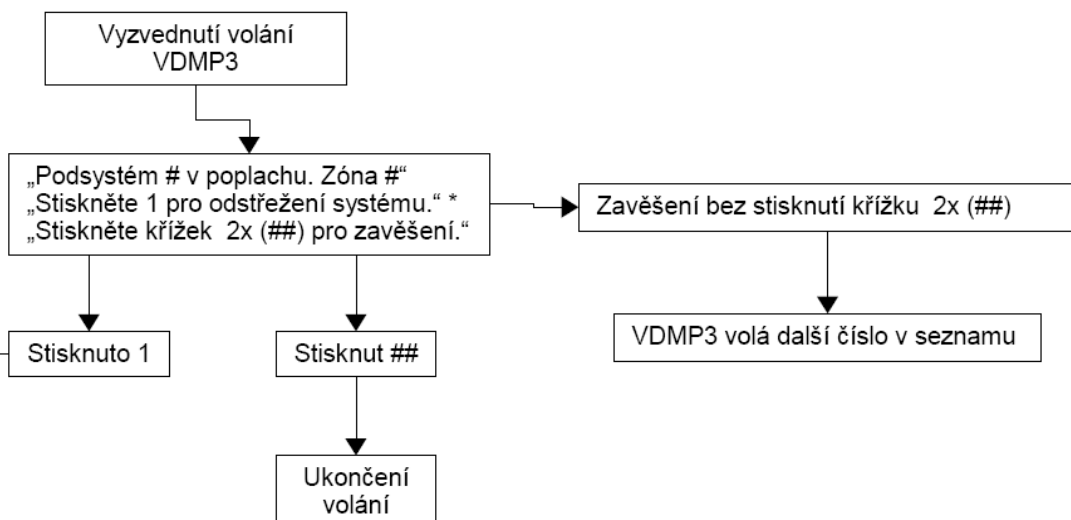 Vyzvednutí volání
VDMP3
„Podsystém # v poplachu. Zóna #“
„Stiskněte 1 pro odstřežení systému.“ *
„Stiskněte křížek 2x (##) pro zavěšení.“
Zavěšení bez stisknutí křížku 2x (##)
Stisknuto 1
Stisknut ##
VDMP3 volá další číslo v seznamu
Ukončení
volání